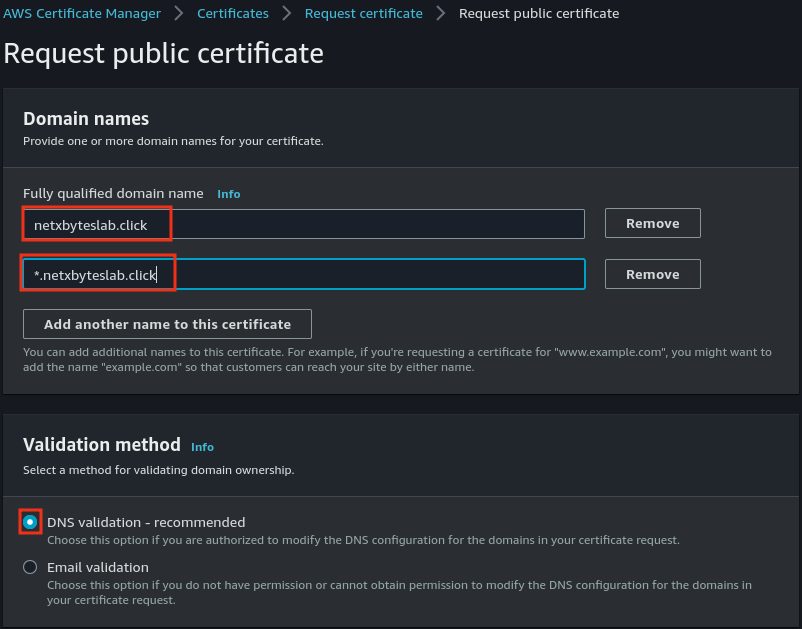 AWS Certificate Manager > Certificates > Request certificate > Request public certificate
Request public certificate
Domain names
Provide one or more domain names for your certificate.
Fully qualified domain name Info
netxbyteslab.click
Remove
*.netxbyteslab.click
Remove
Add another name to this certificate
You can add additional names to this certificate. For example, if you're requesting a certificate for "www.example.com", you might want to
add the name "example.com" so that customers can reach your site by either name.
Validation method Info
Select a method for validating domain ownership.
DNS validation - recommended
Choose this option if you are authorized to modify the DNS configuration for the domains in your certificate request.
Email validation
Choose this option if you do not have permission or cannot obtain permission to modify the DNS configuration for the domains in
your certificate request.